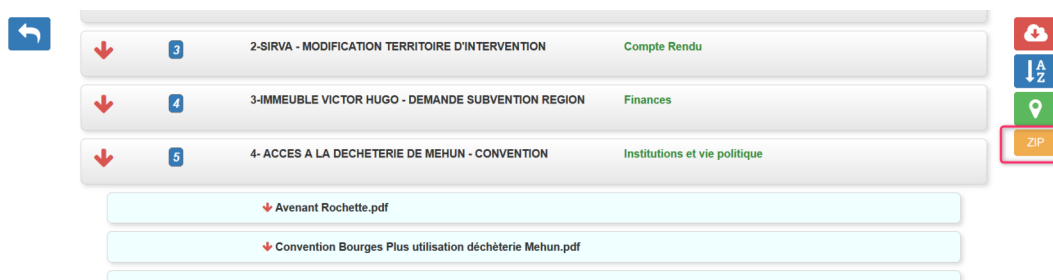 3 2-SIRVA - MODIFICATION TERRITOIRE D'INTERVENTION Compte Rendu
4 3-IMMEUBLE VICTOR HUGO - DEMANDE SUBVENTION REGION Finances
5 4- ACCES A LA DECHETERIE DE MEHUN - CONVENTION Institutions et vie politique
Avenant Rochette.pdf
Convention Bourges Plus utilisation déchèterie Mehun.pdf
A
Z
ZIP